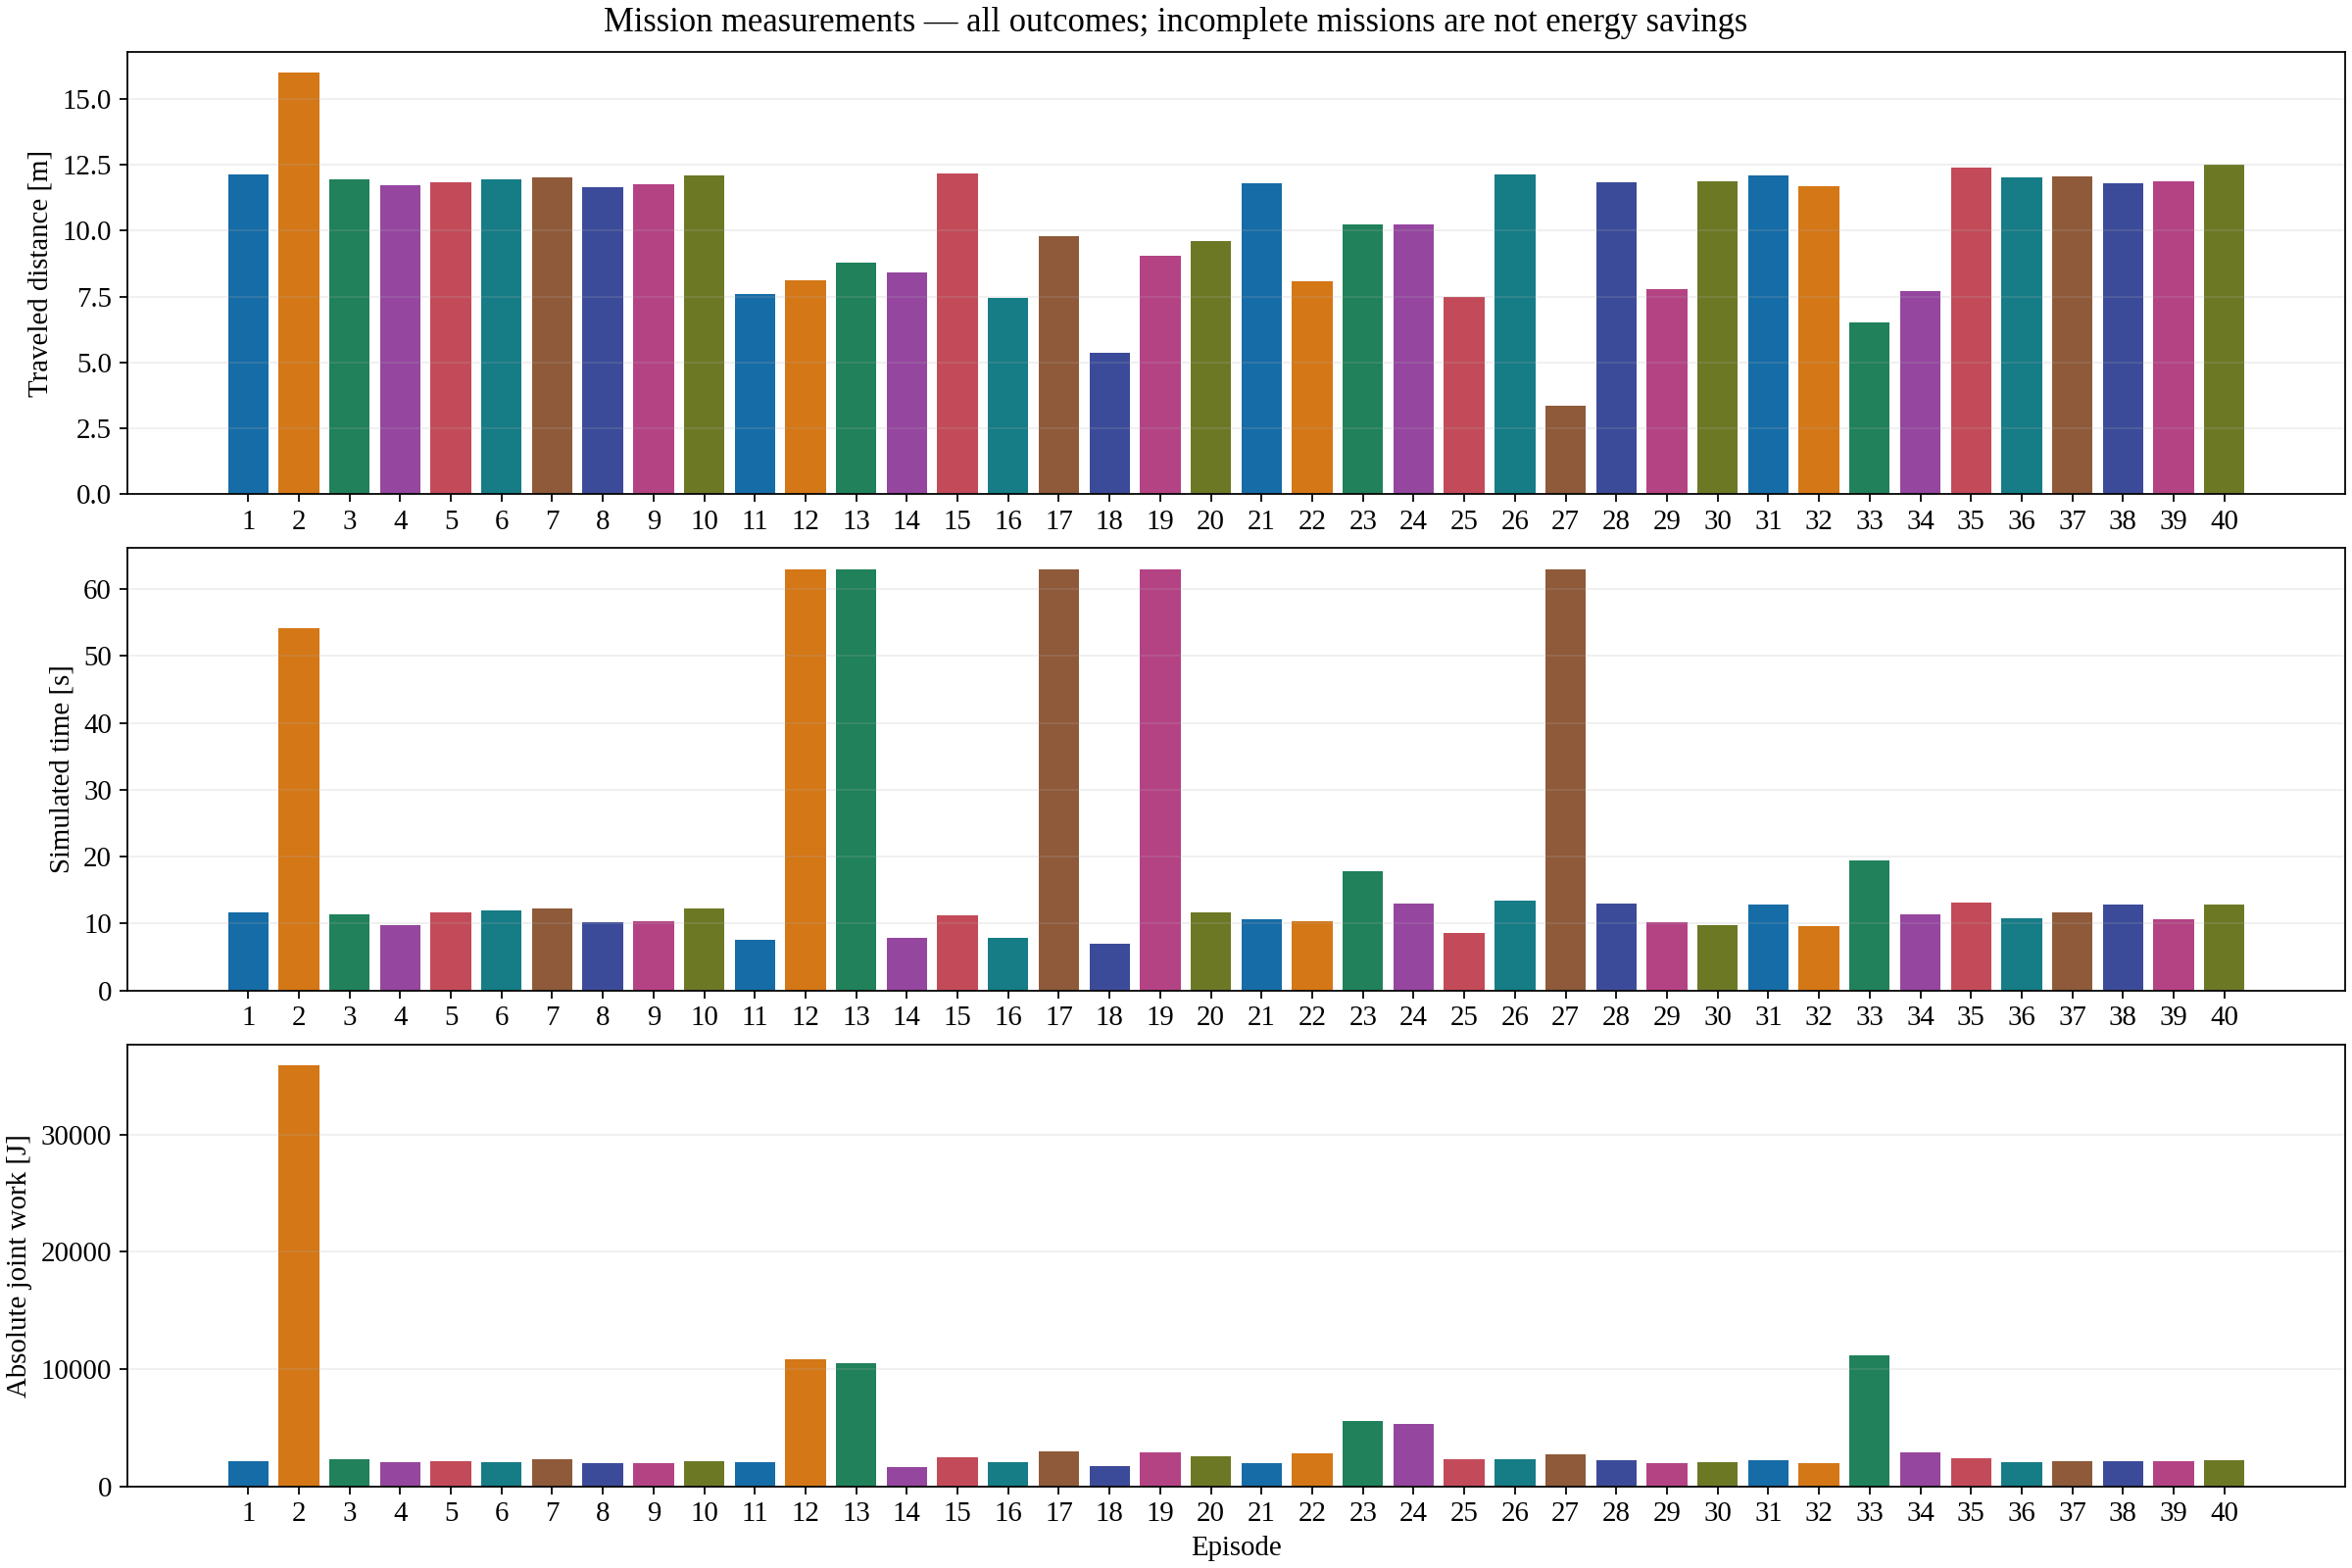 Mission measurements — all outcomes; incomplete missions are not energy savings
Traveled distance [m]
15.0
12.5
10.0
7.5
5.0
2.5
0.0
1 2 3 4 5 6 7 8 9 10 11 12 13 14 15 16 17 18 19 20 21 22 23 24 25 26 27 28 29 30 31 32 33 34 35 36 37 38 39 40
Simulated time [s]
60
50
40
30
20
10
0
1 2 3 4 5 6 7 8 9 10 11 12 13 14 15 16 17 18 19 20 21 22 23 24 25 26 27 28 29 30 31 32 33 34 35 36 37 38 39 40
Absolute joint work [J]
30000
20000
10000
0
1 2 3 4 5 6 7 8 9 10 11 12 13 14 15 16 17 18 19 20 21 22 23 24 25 26 27 28 29 30 31 32 33 34 35 36 37 38 39 40
Episode